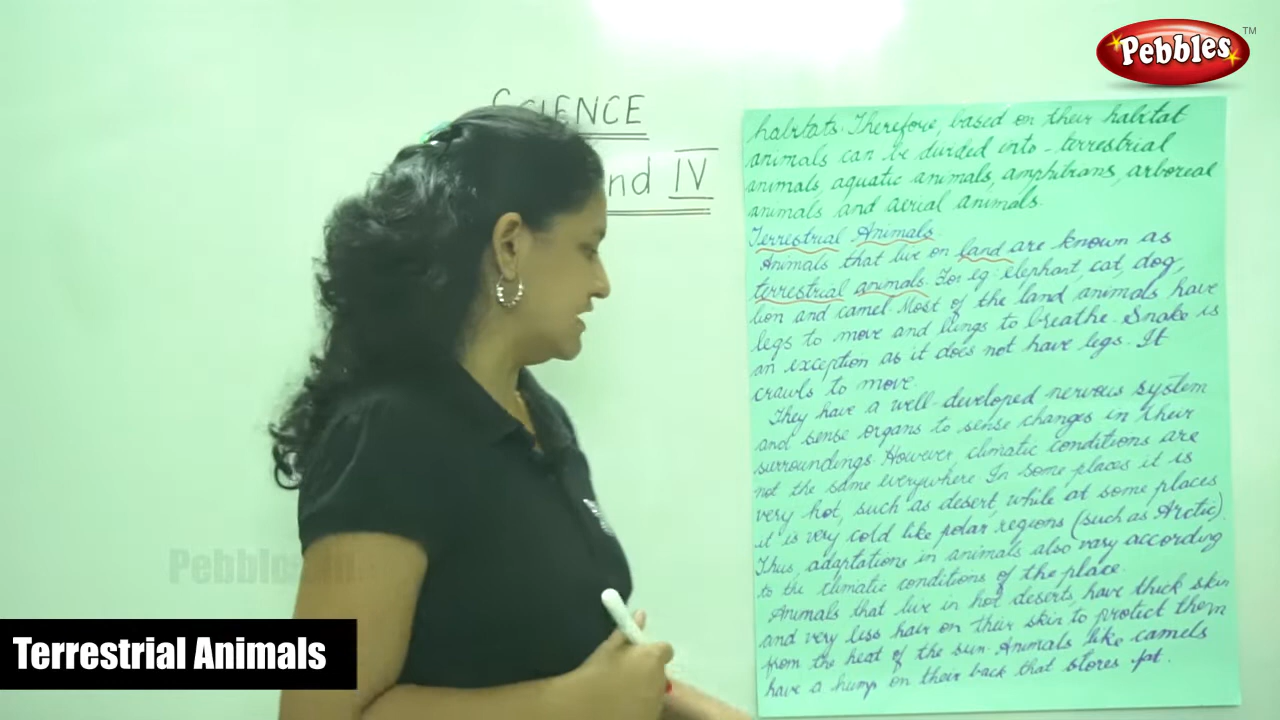 Pebbles TM
SCIENCE
and IV
habitats. Therefore, based on their habitat
animals can be divided into - terrestrial
animals, aquatic animals, amphibians, arboreal
animals and aerial animals.
Terrestrial Animals.
Animals that live on land are known as
terrestrial animals. For eg: elephant, cat, dog,
lion and camel. Most of the land animals have
legs to move and lungs to breathe. Snake is
an exception as it does not have legs. It
crawls to move.
They have a well-developed nervous system
and sense organs to sense changes in their
surroundings. However, climatic conditions are
not the same everywhere. In some places it is
very hot, such as desert, while at some places
it is very cold like polar regions (such as Arctic).
Thus, adaptations in animals also vary according
to the climatic conditions of the place.
Animals that live in hot deserts have thick skin
and very less hair on their skin to protect them
from the heat of the sun. Animals like camels
have a hump on their back that stores fat.
Terrestrial Animals